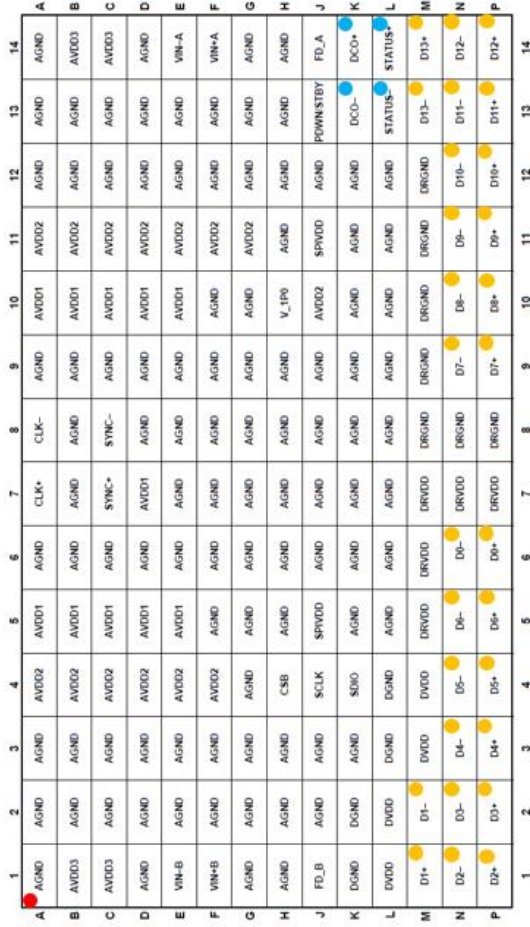 1 2 3 4 5 6 7 8 9 10 11 12 13 14
A AGND AGND AGND AVDD2 AVDD1 AGND CLK+ CLK− AGND AVDD1 AVDD2 AGND AGND AGND A
B AVDD3 AGND AGND AVDD2 AVDD1 AGND AGND AGND AGND AVDD1 AVDD2 AGND AGND AVDD3 B
C AVDD3 AGND AGND AVDD2 AVDD1 AGND SYNC+ SYNC− AGND AVDD1 AVDD2 AGND AGND AVDD3 C
D AGND AGND AGND AVDD2 AVDD1 AGND AVDD1 AGND AGND AVDD1 AVDD2 AGND AGND AGND D
E VIN−B AGND AGND AVDD2 AVDD1 AGND AGND AGND AGND AVDD1 AVDD2 AGND AGND VIN−A E
F VIN+B AGND AGND AVDD2 AGND AGND AGND AGND AGND AGND AVDD2 AGND AGND VIN+A F
G AGND AGND AGND AGND AGND AGND AGND AGND AGND AGND AVDD2 AGND AGND AGND G
H AGND AGND AGND CSB AGND AGND AGND AGND AGND V_1P0 AGND AGND AGND AGND H
J FD_B AGND AGND SCLK SPIVDD AGND AGND AGND AGND AVDD2 SPIVDD AGND PDWN/STBY FD_A J
K DGND DGND AGND SDIO AGND AGND AGND AGND AGND AGND AGND AGND DCO− DCO+ K
L DVDD DVDD DGND DGND AGND AGND AGND AGND AGND AGND AGND AGND STATUS− STATUS+ L
M D1+ D1− DVDD DVDD DRVDD DRVDD DRVDD DRGND DRGND DRGND DRGND DRGND D13− D13+ M
N D2− D3− D4− D5− D6− D0− DRVDD DRGND D7− D8− D9− D10− D11− D12− N
P D2+ D3+ D4+ D5+ D6+ D0+ DRVDD DRGND D7+ D8+ D9+ D10+ D11+ D12+ P
1 2 3 4 5 6 7 8 9 10 11 12 13 14